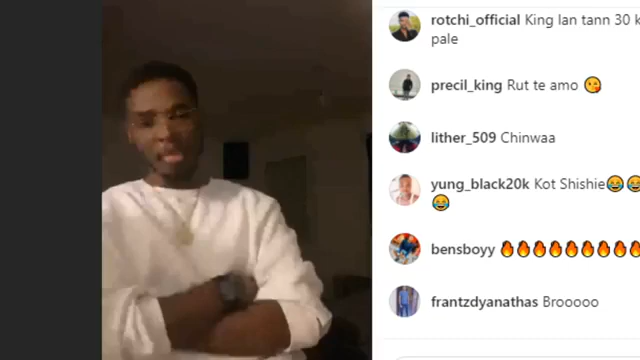 rotchi_official King lan tann 30 k
pale
precil_king Rut te amo 😘
lither_509 Chinwaa
yung_black20k Kot Shishie😂😂
😂
bensboyy 🔥🔥🔥🔥🔥🔥🔥🔥🔥
frantzdyanathas Brooooo